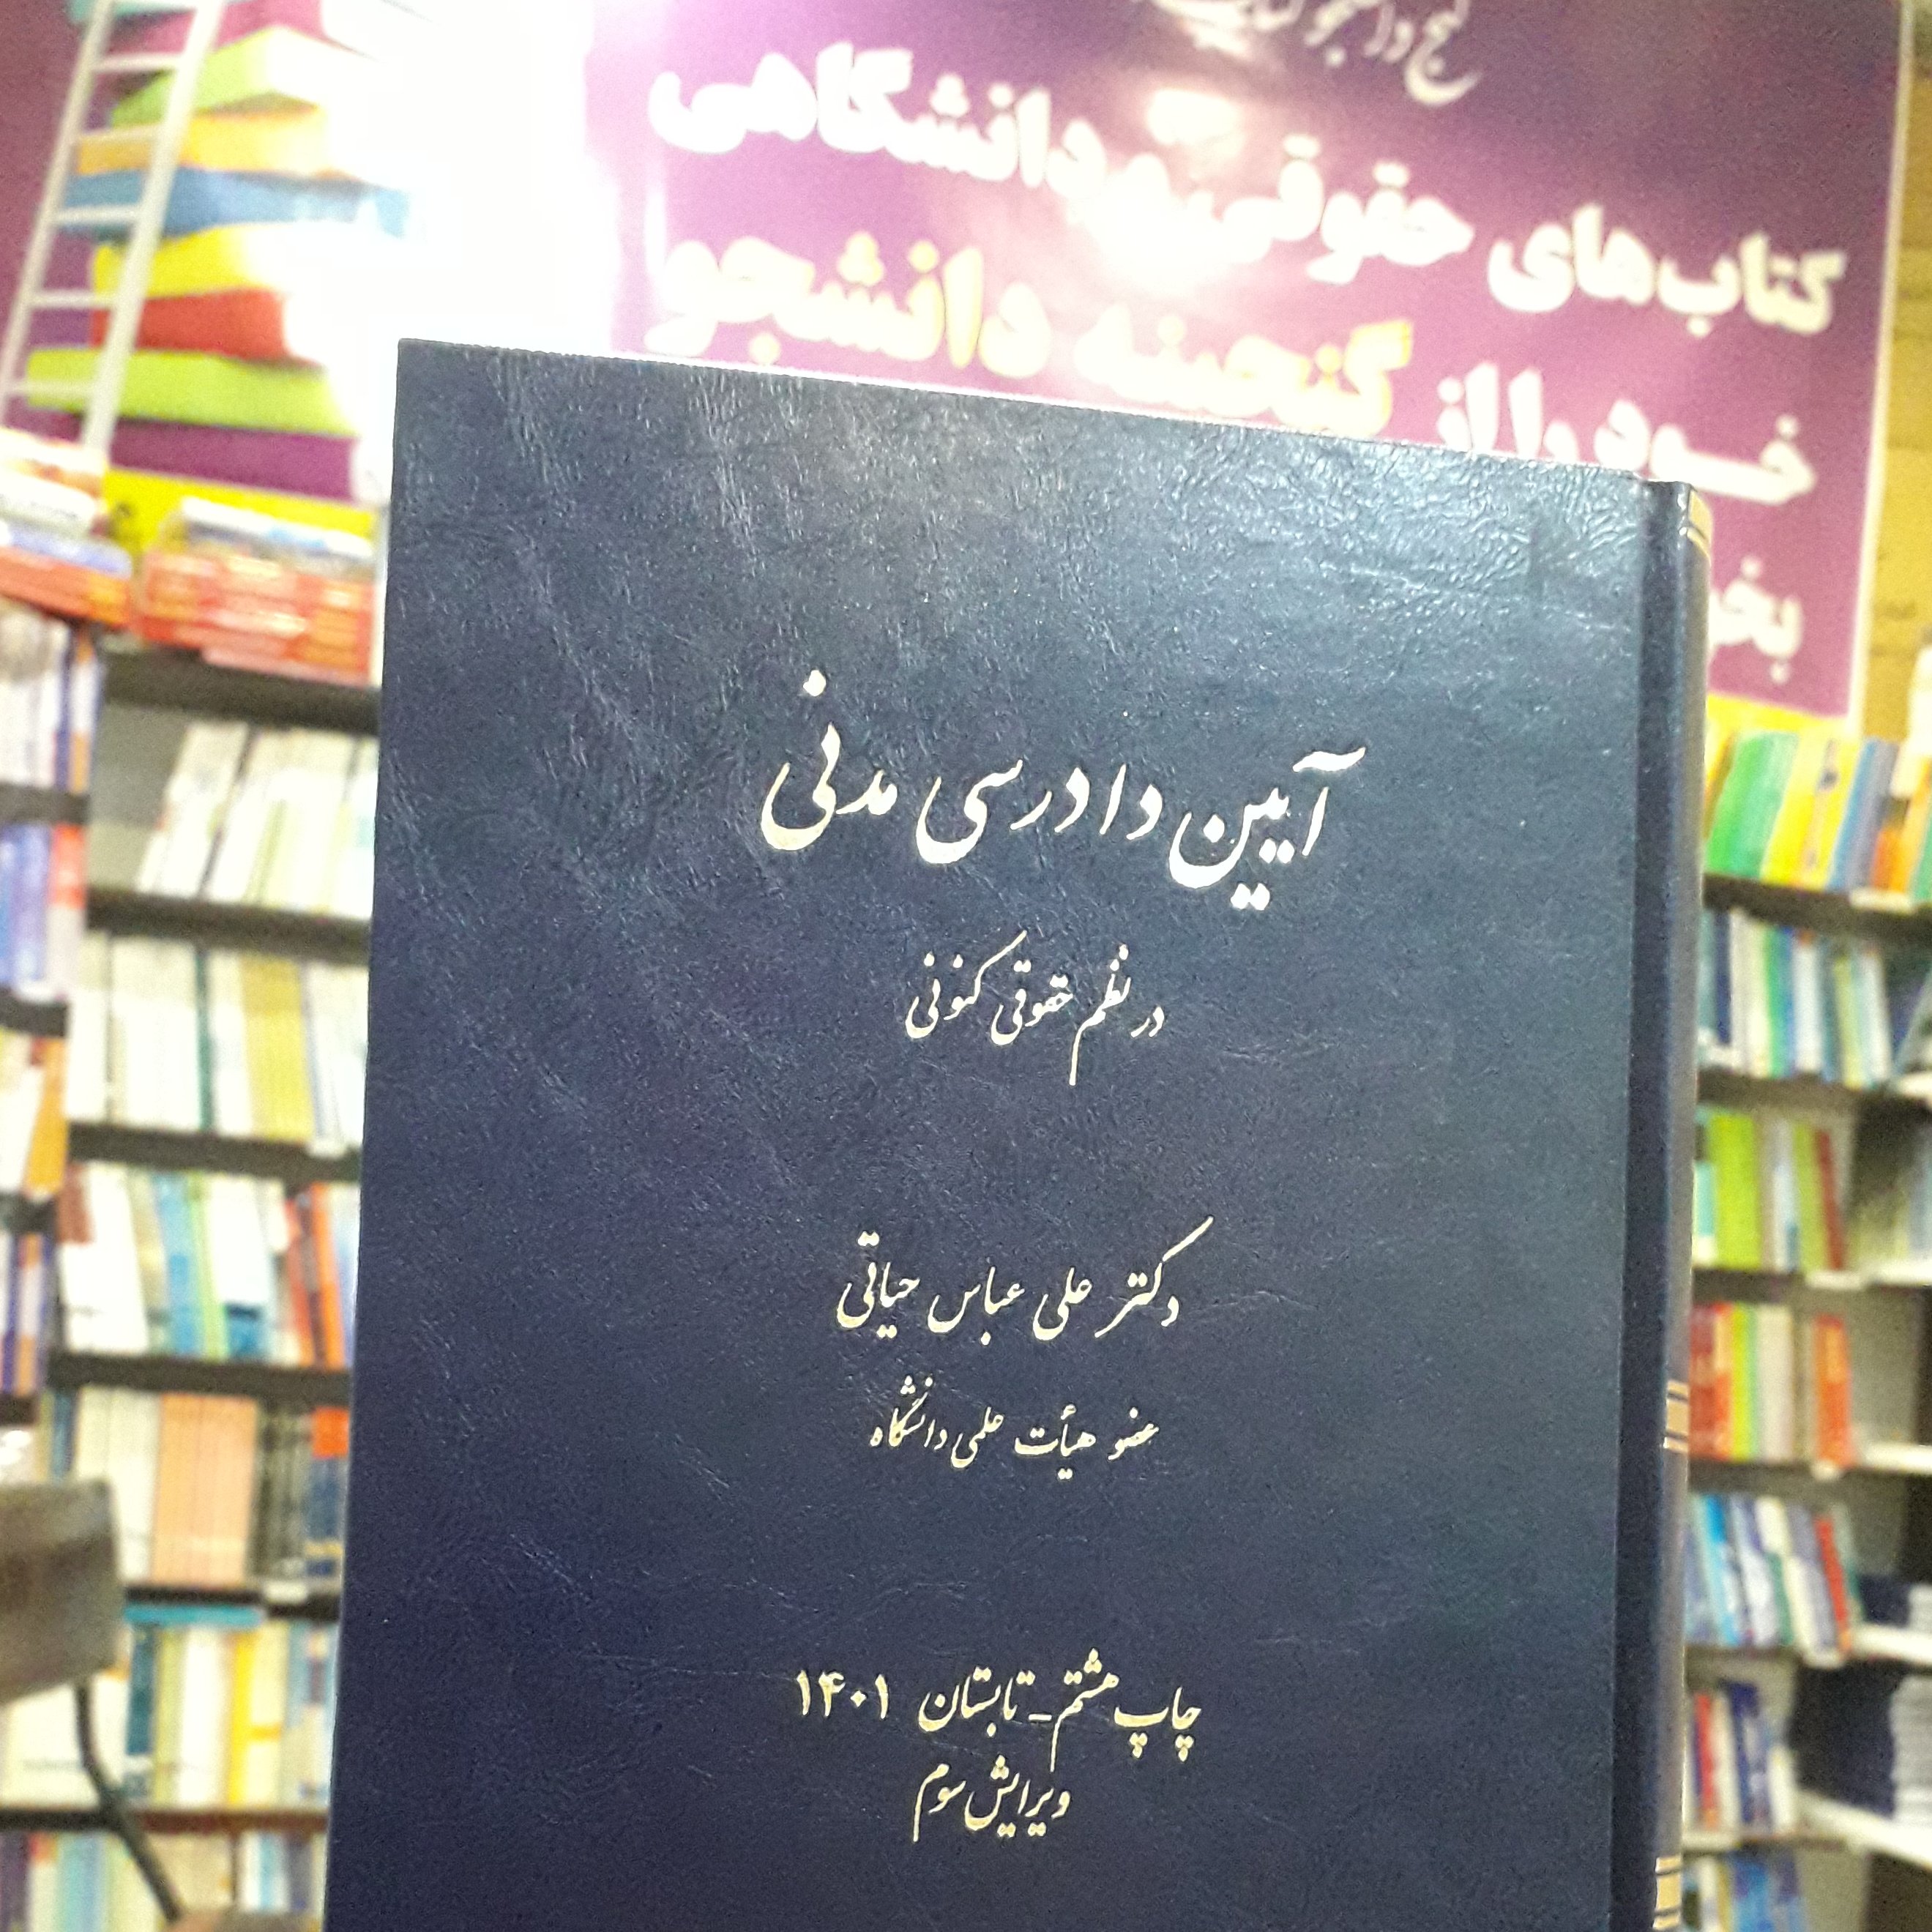 کتاب‌های حقوقی و دانشگاهی
خود را از گنجینه دانشجو
آیین دادرسی مدنی
در نظم حقوقی کنونی
دکتر علی عباس حیاتی
عضو هیأت علمی دانشگاه
چاپ هشتم - تابستان ۱۴۰۱
ویرایش سوم